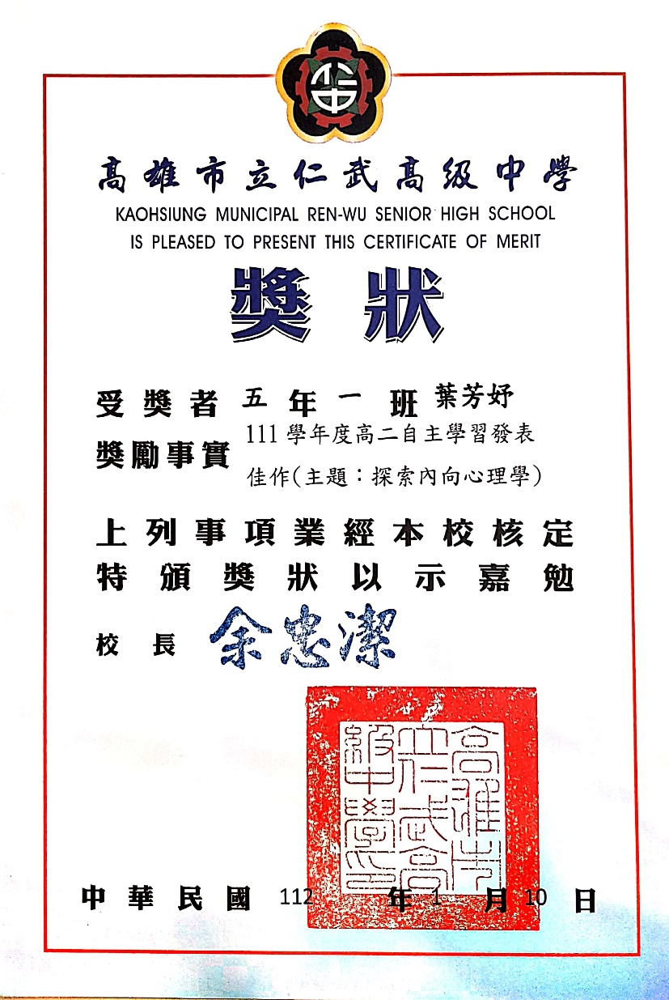 高雄市立仁武高級中學
KAOHSIUNG MUNICIPAL REN-WU SENIOR HIGH SCHOOL
IS PLEASED TO PRESENT THIS CERTIFICATE OF MERIT
獎狀
受獎者 五年一班 葉芳妤
獎勵事實 111學年度高二自主學習發表
佳作(主題：探索內向心理學)
上列事項業經本校核定
特頒獎狀以示嘉勉
校長 余忠潔
高雄市
立仁武高
級中學印
中華民國 112 年 1 月 10 日